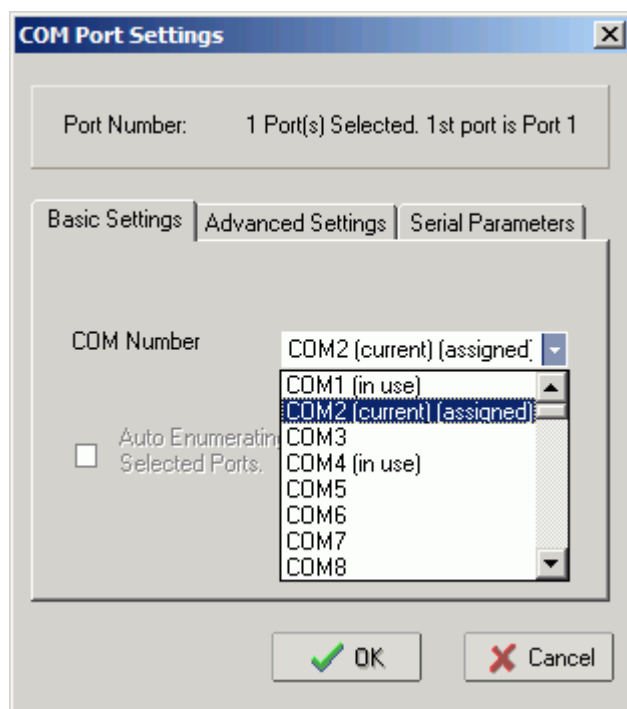 COM Port Settings
Port Number: 1 Port(s) Selected. 1st port is Port 1
Basic Settings Advanced Settings Serial Parameters
COM Number COM2 (current) (assigned)
COM1 (in use)
COM2 (current) (assigned)
Auto Enumerating COM3
Selected Ports. COM4 (in use)
COM5
COM6
COM7
COM8
OK Cancel